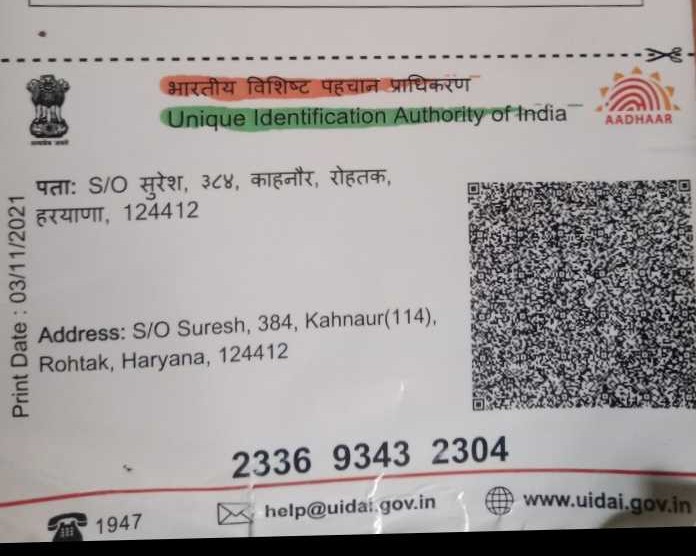 भारतीय विशिष्ट पहचान प्राधिकरण
Unique Identification Authority of India
AADHAAR
पता: S/O सुरेश, ३८४, काहनौर, रोहतक,
हरयाणा, 124412
Print Date : 03/11/2021
Address: S/O Suresh, 384, Kahnaur(114),
Rohtak, Haryana, 124412
2336 9343 2304
1947
help@uidai.gov.in
www.uidai.gov.in